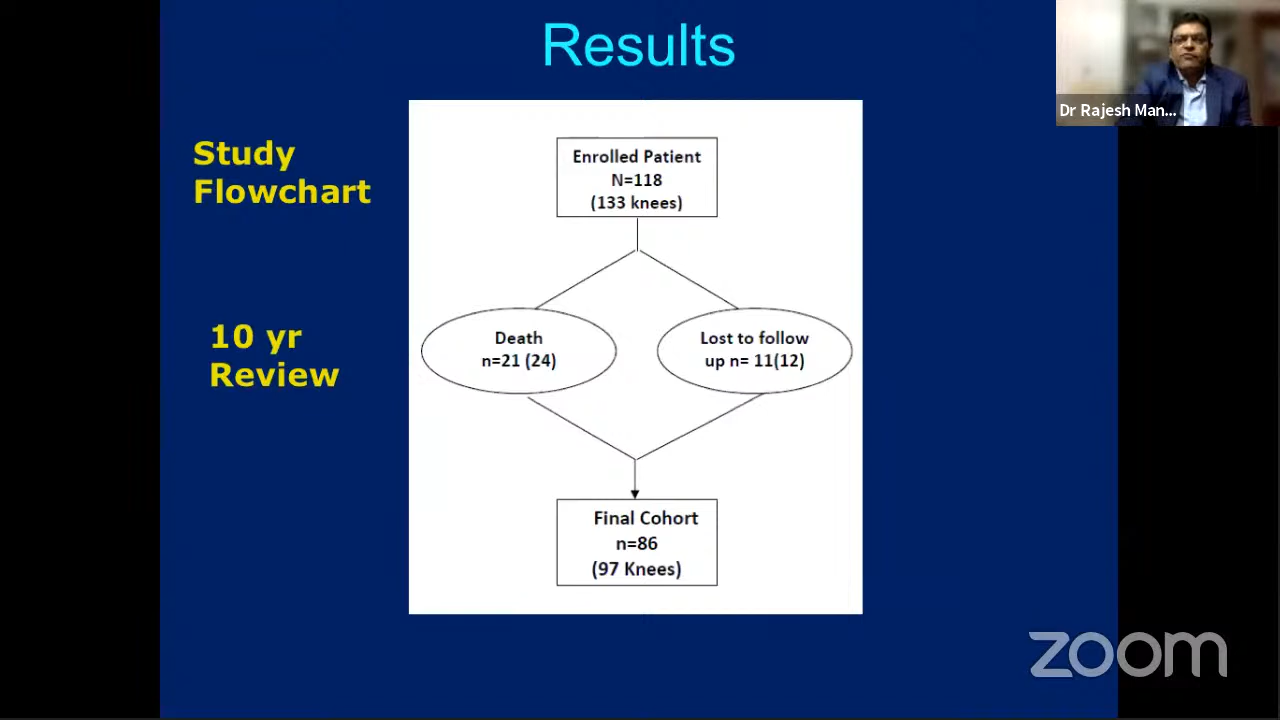 Results
Dr Rajesh Man...
Study
Flowchart
Enrolled Patient
N=118
(133 knees)
10 yr
Review
Death
n=21 (24)
Lost to follow
up n= 11(12)
Final Cohort
n=86
(97 Knees)
zoom